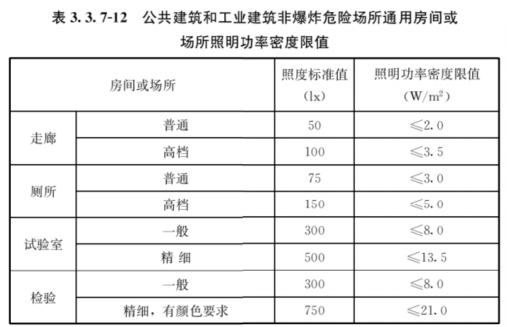 表 3.3.7-12 公共建筑和工业建筑非爆炸危险场所通用房间或
场所照明功率密度限值
房间或场所 照度标准值（lx） 照明功率密度限值（W/m²）
走廊 普通 50 ≤2.0
高档 100 ≤3.5
厕所 普通 75 ≤3.0
高档 150 ≤5.0
试验室 一般 300 ≤8.0
精细 500 ≤13.5
检验 一般 300 ≤8.0
精细，有颜色要求 750 ≤21.0